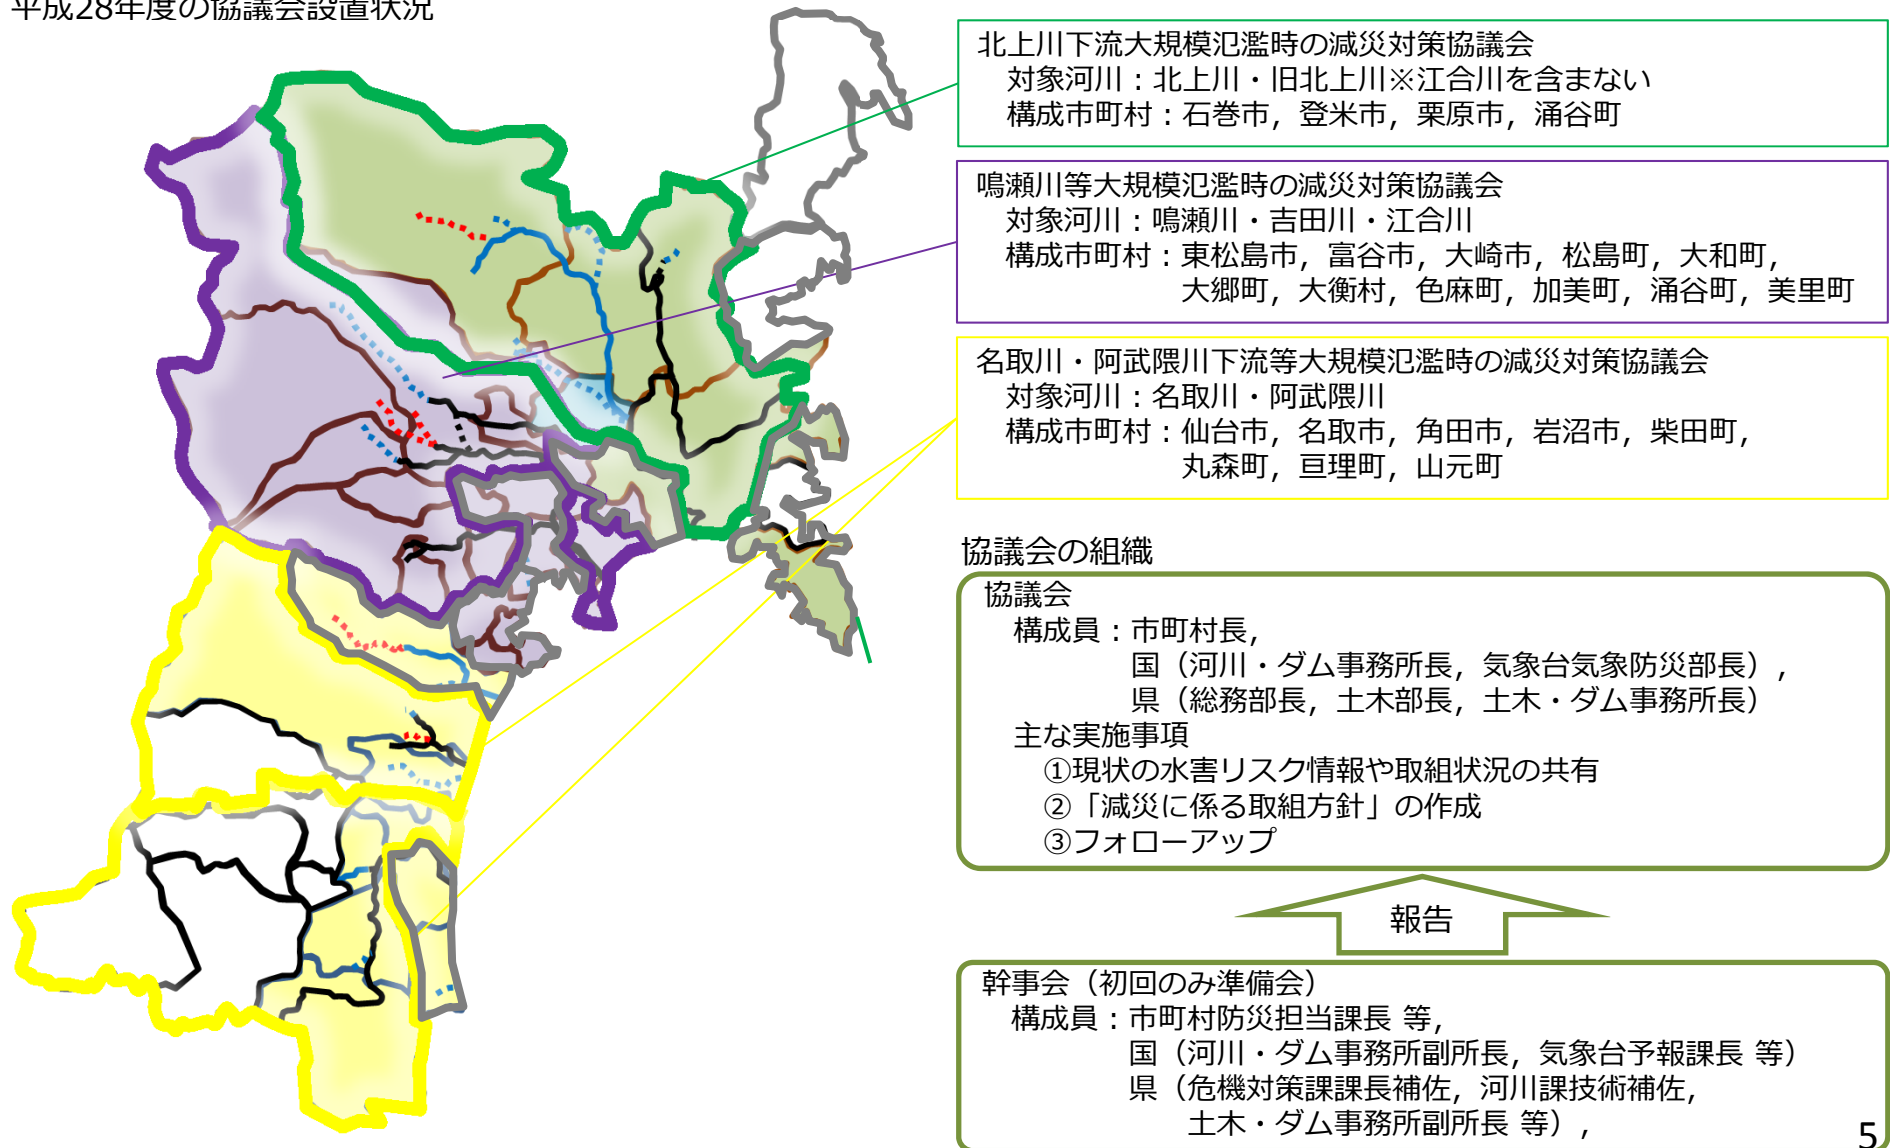 平成28年度の協議会設置状況
北上川下流大規模氾濫時の減災対策協議会
対象河川：北上川・旧北上川※江合川を含まない
構成市町村：石巻市，登米市，栗原市，涌谷町
鳴瀬川等大規模氾濫時の減災対策協議会
対象河川：鳴瀬川・吉田川・江合川
構成市町村：東松島市，富谷市，大崎市，松島町，大和町，
大郷町，大衡村，色麻町，加美町，涌谷町，美里町
名取川・阿武隈川下流等大規模氾濫時の減災対策協議会
対象河川：名取川・阿武隈川
構成市町村：仙台市，名取市，角田市，岩沼市，柴田町，
丸森町，亘理町，山元町
協議会の組織
協議会
構成員：市町村長，
国（河川・ダム事務所長，気象台気象防災部長），
県（総務部長，土木部長，土木・ダム事務所長）
主な実施事項
①現状の水害リスク情報や取組状況の共有
②「減災に係る取組方針」の作成
③フォローアップ
報告
幹事会（初回のみ準備会）
構成員：市町村防災担当課長 等，
国（河川・ダム事務所副所長，気象台予報課長 等）
県（危機対策課課長補佐，河川課技術補佐，
土木・ダム事務所副所長 等），
5